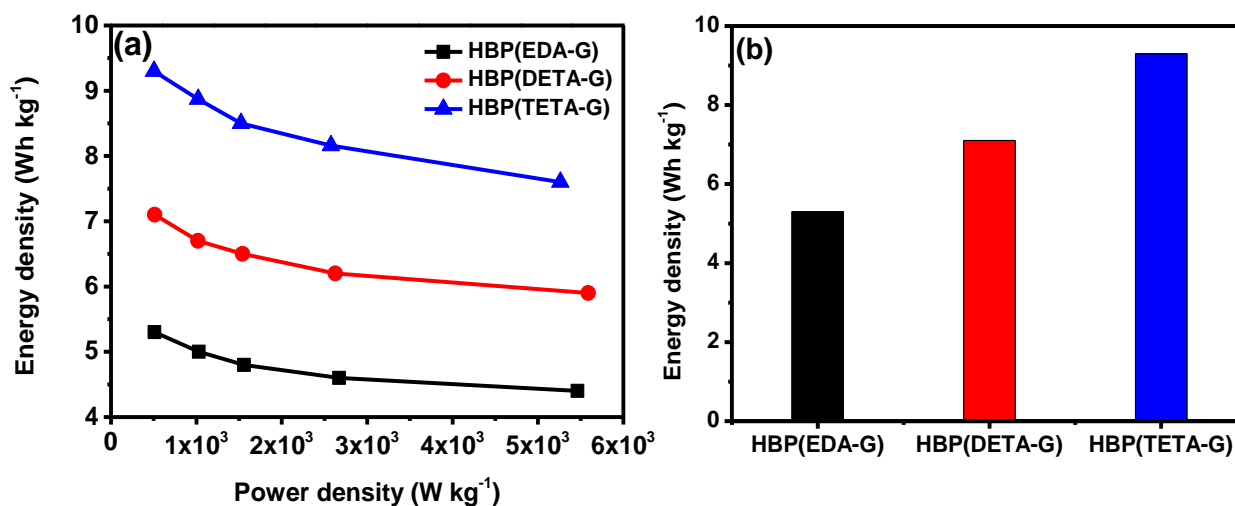 (a)
HBP(EDA-G)
HBP(DETA-G)
HBP(TETA-G)
10
9
8
7
6
5
4
Energy density (Wh kg⁻¹)
0 1x10³ 2x10³ 3x10³ 4x10³ 5x10³ 6x10³
Power density (W kg⁻¹)
(b)
10
8
6
4
2
0
Energy density (Wh kg⁻¹)
HBP(EDA-G) HBP(DETA-G) HBP(TETA-G)